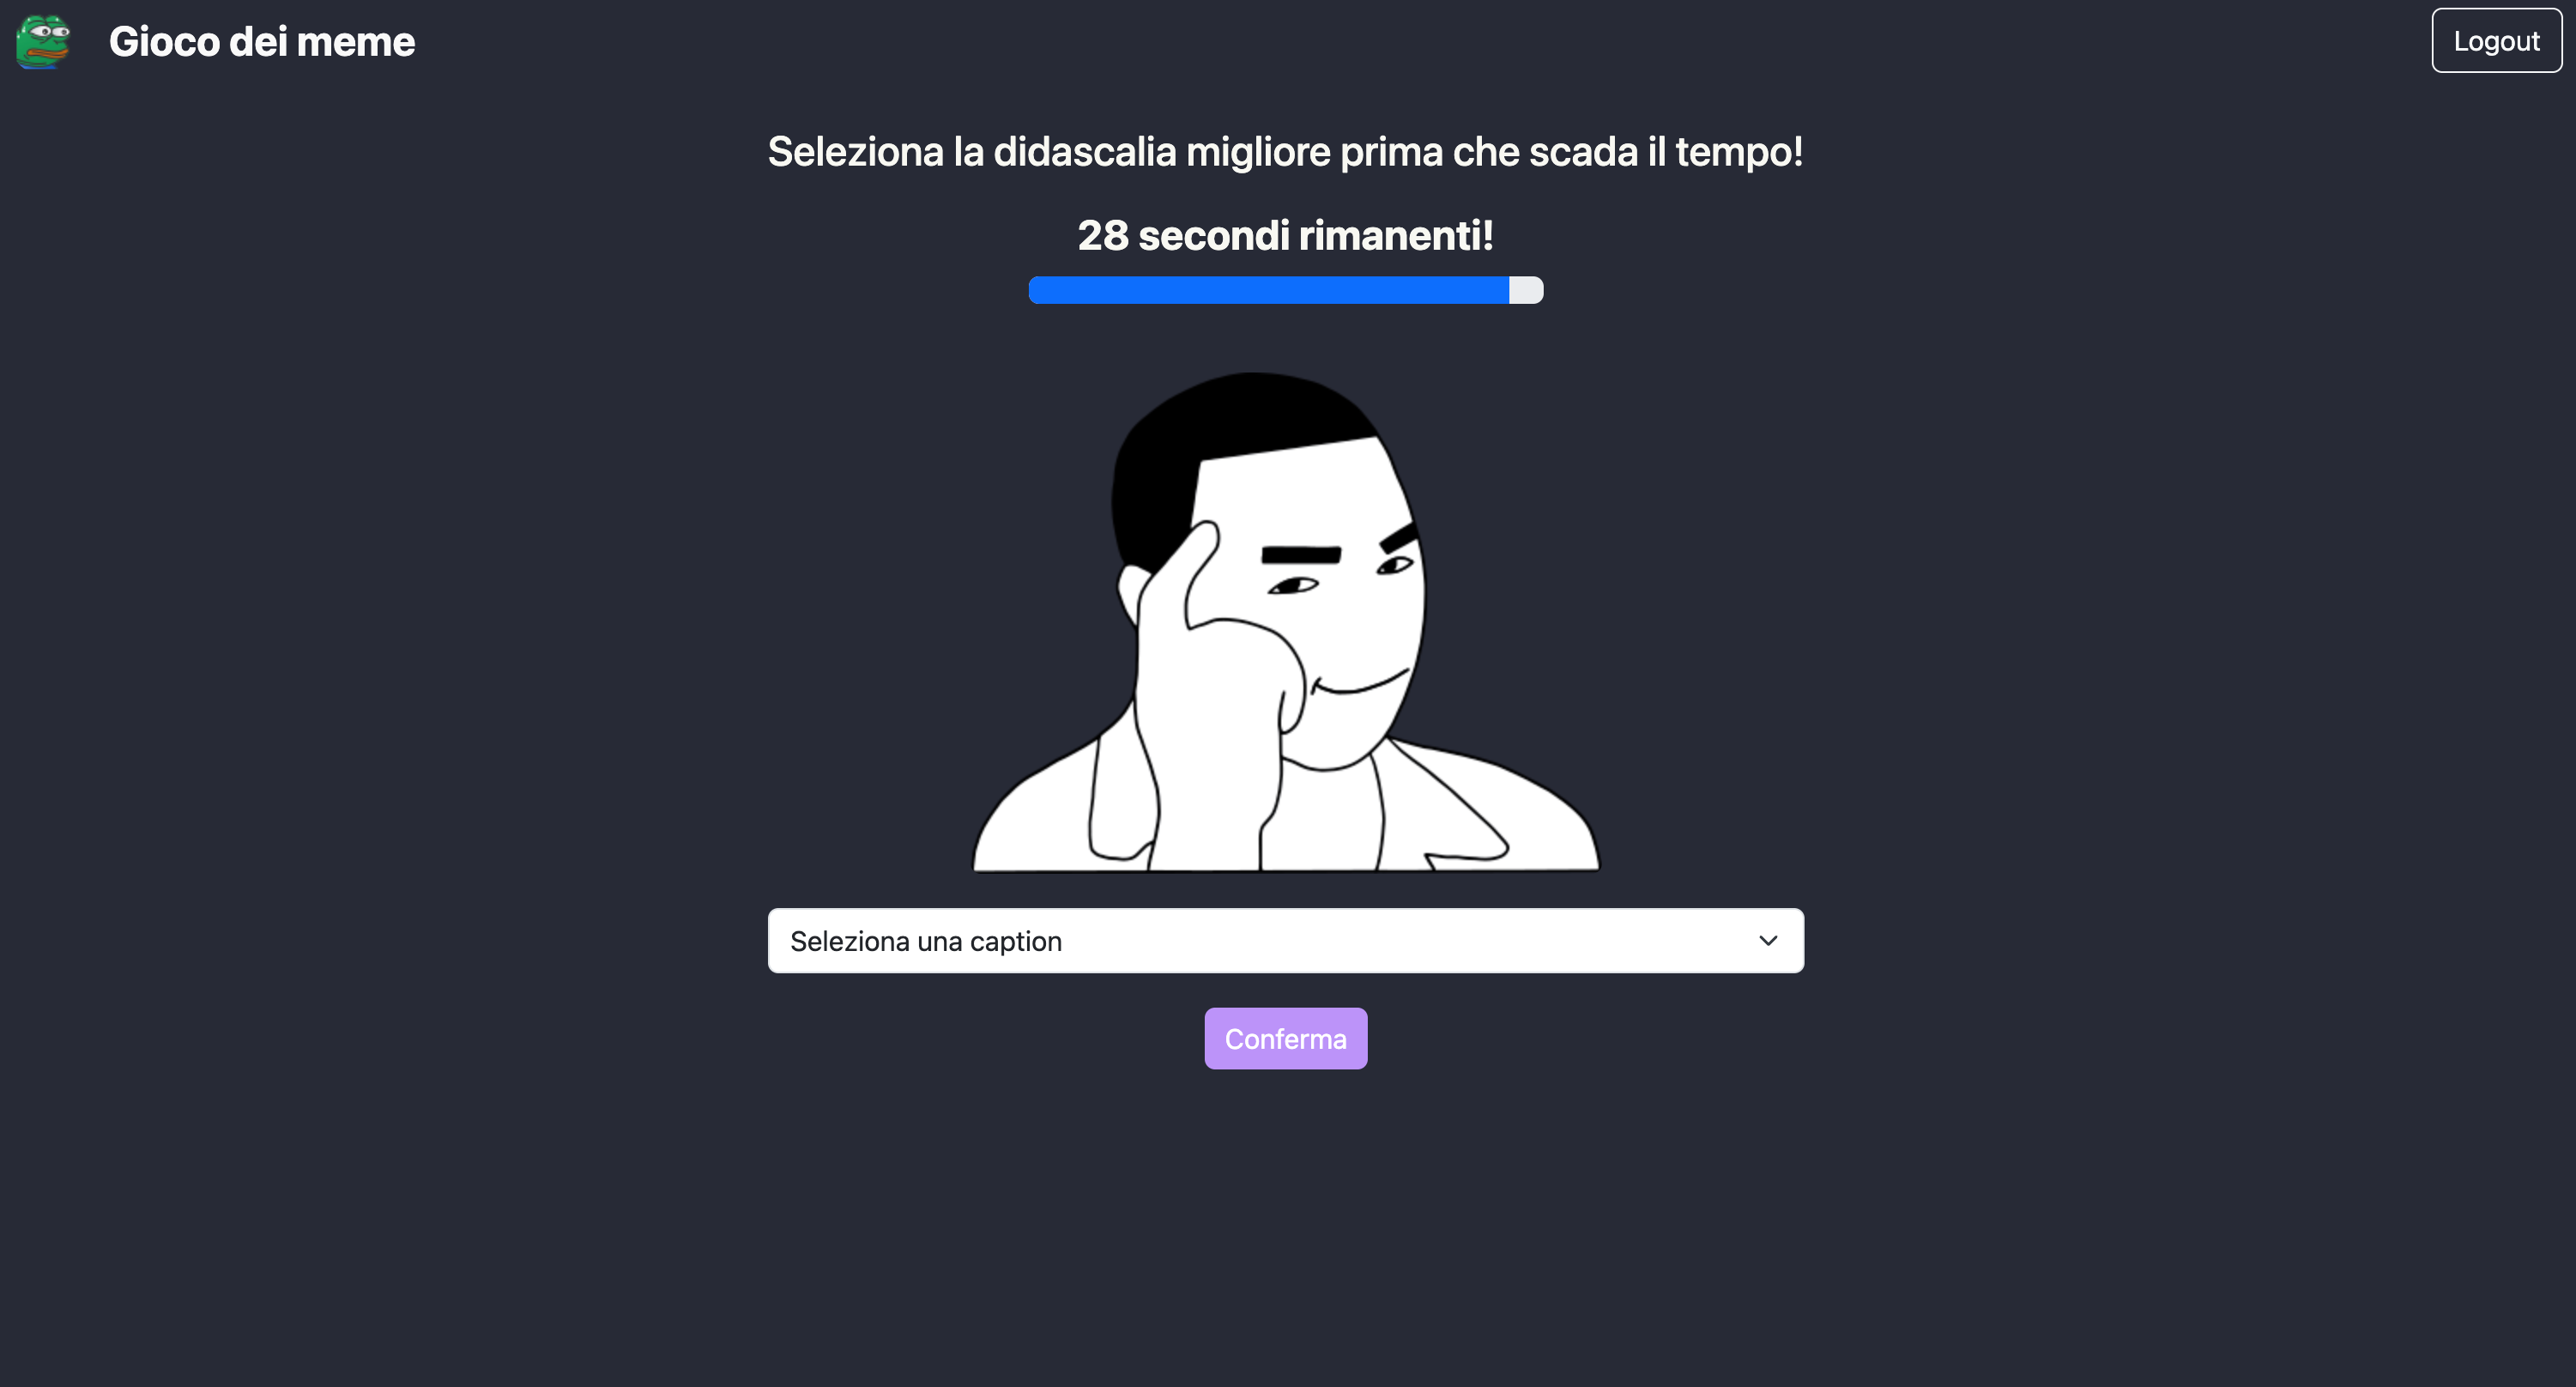 Gioco dei meme
Logout
Seleziona la didascalia migliore prima che scada il tempo!
28 secondi rimanenti!
Seleziona una caption
Conferma